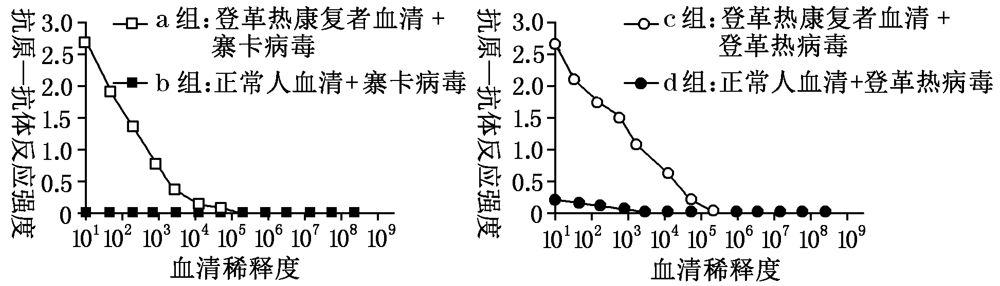 抗原—抗体反应强度
3.0
2.5
2.0
1.5
1.0
0.5
0
a组:登革热康复者血清+
寨卡病毒
b组:正常人血清+寨卡病毒
10¹ 10² 10³ 10⁴ 10⁵ 10⁶ 10⁷ 10⁸ 10⁹
血清稀释度
抗原—抗体反应强度
3.0
2.5
2.0
1.5
1.0
0.5
0
c组:登革热康复者血清+
登革热病毒
d组:正常人血清+登革热病毒
10¹ 10² 10³ 10⁴ 10⁵ 10⁶ 10⁷ 10⁸ 10⁹
血清稀释度